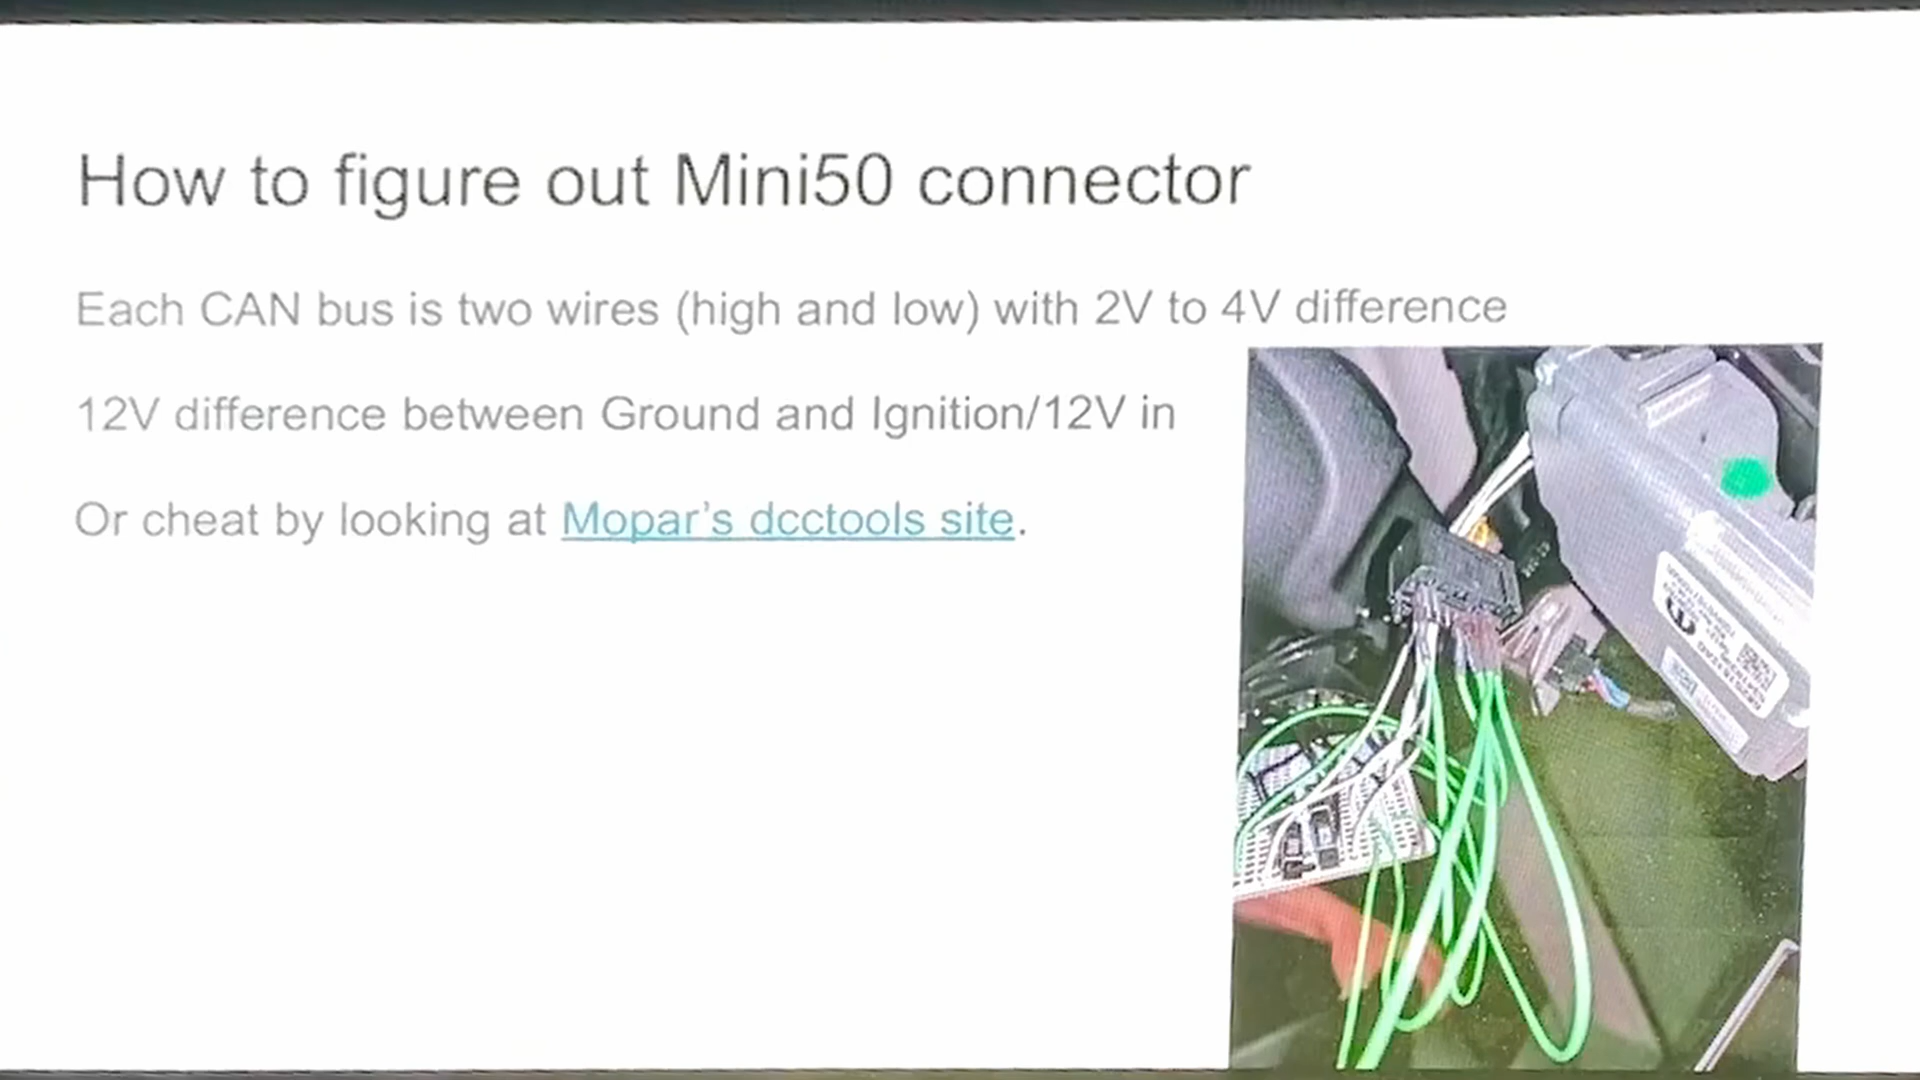 How to figure out Mini50 connector
Each CAN bus is two wires (high and low) with 2V to 4V difference
12V difference between Ground and Ignition/12V in
Or cheat by looking at Mopar's dcctools site.